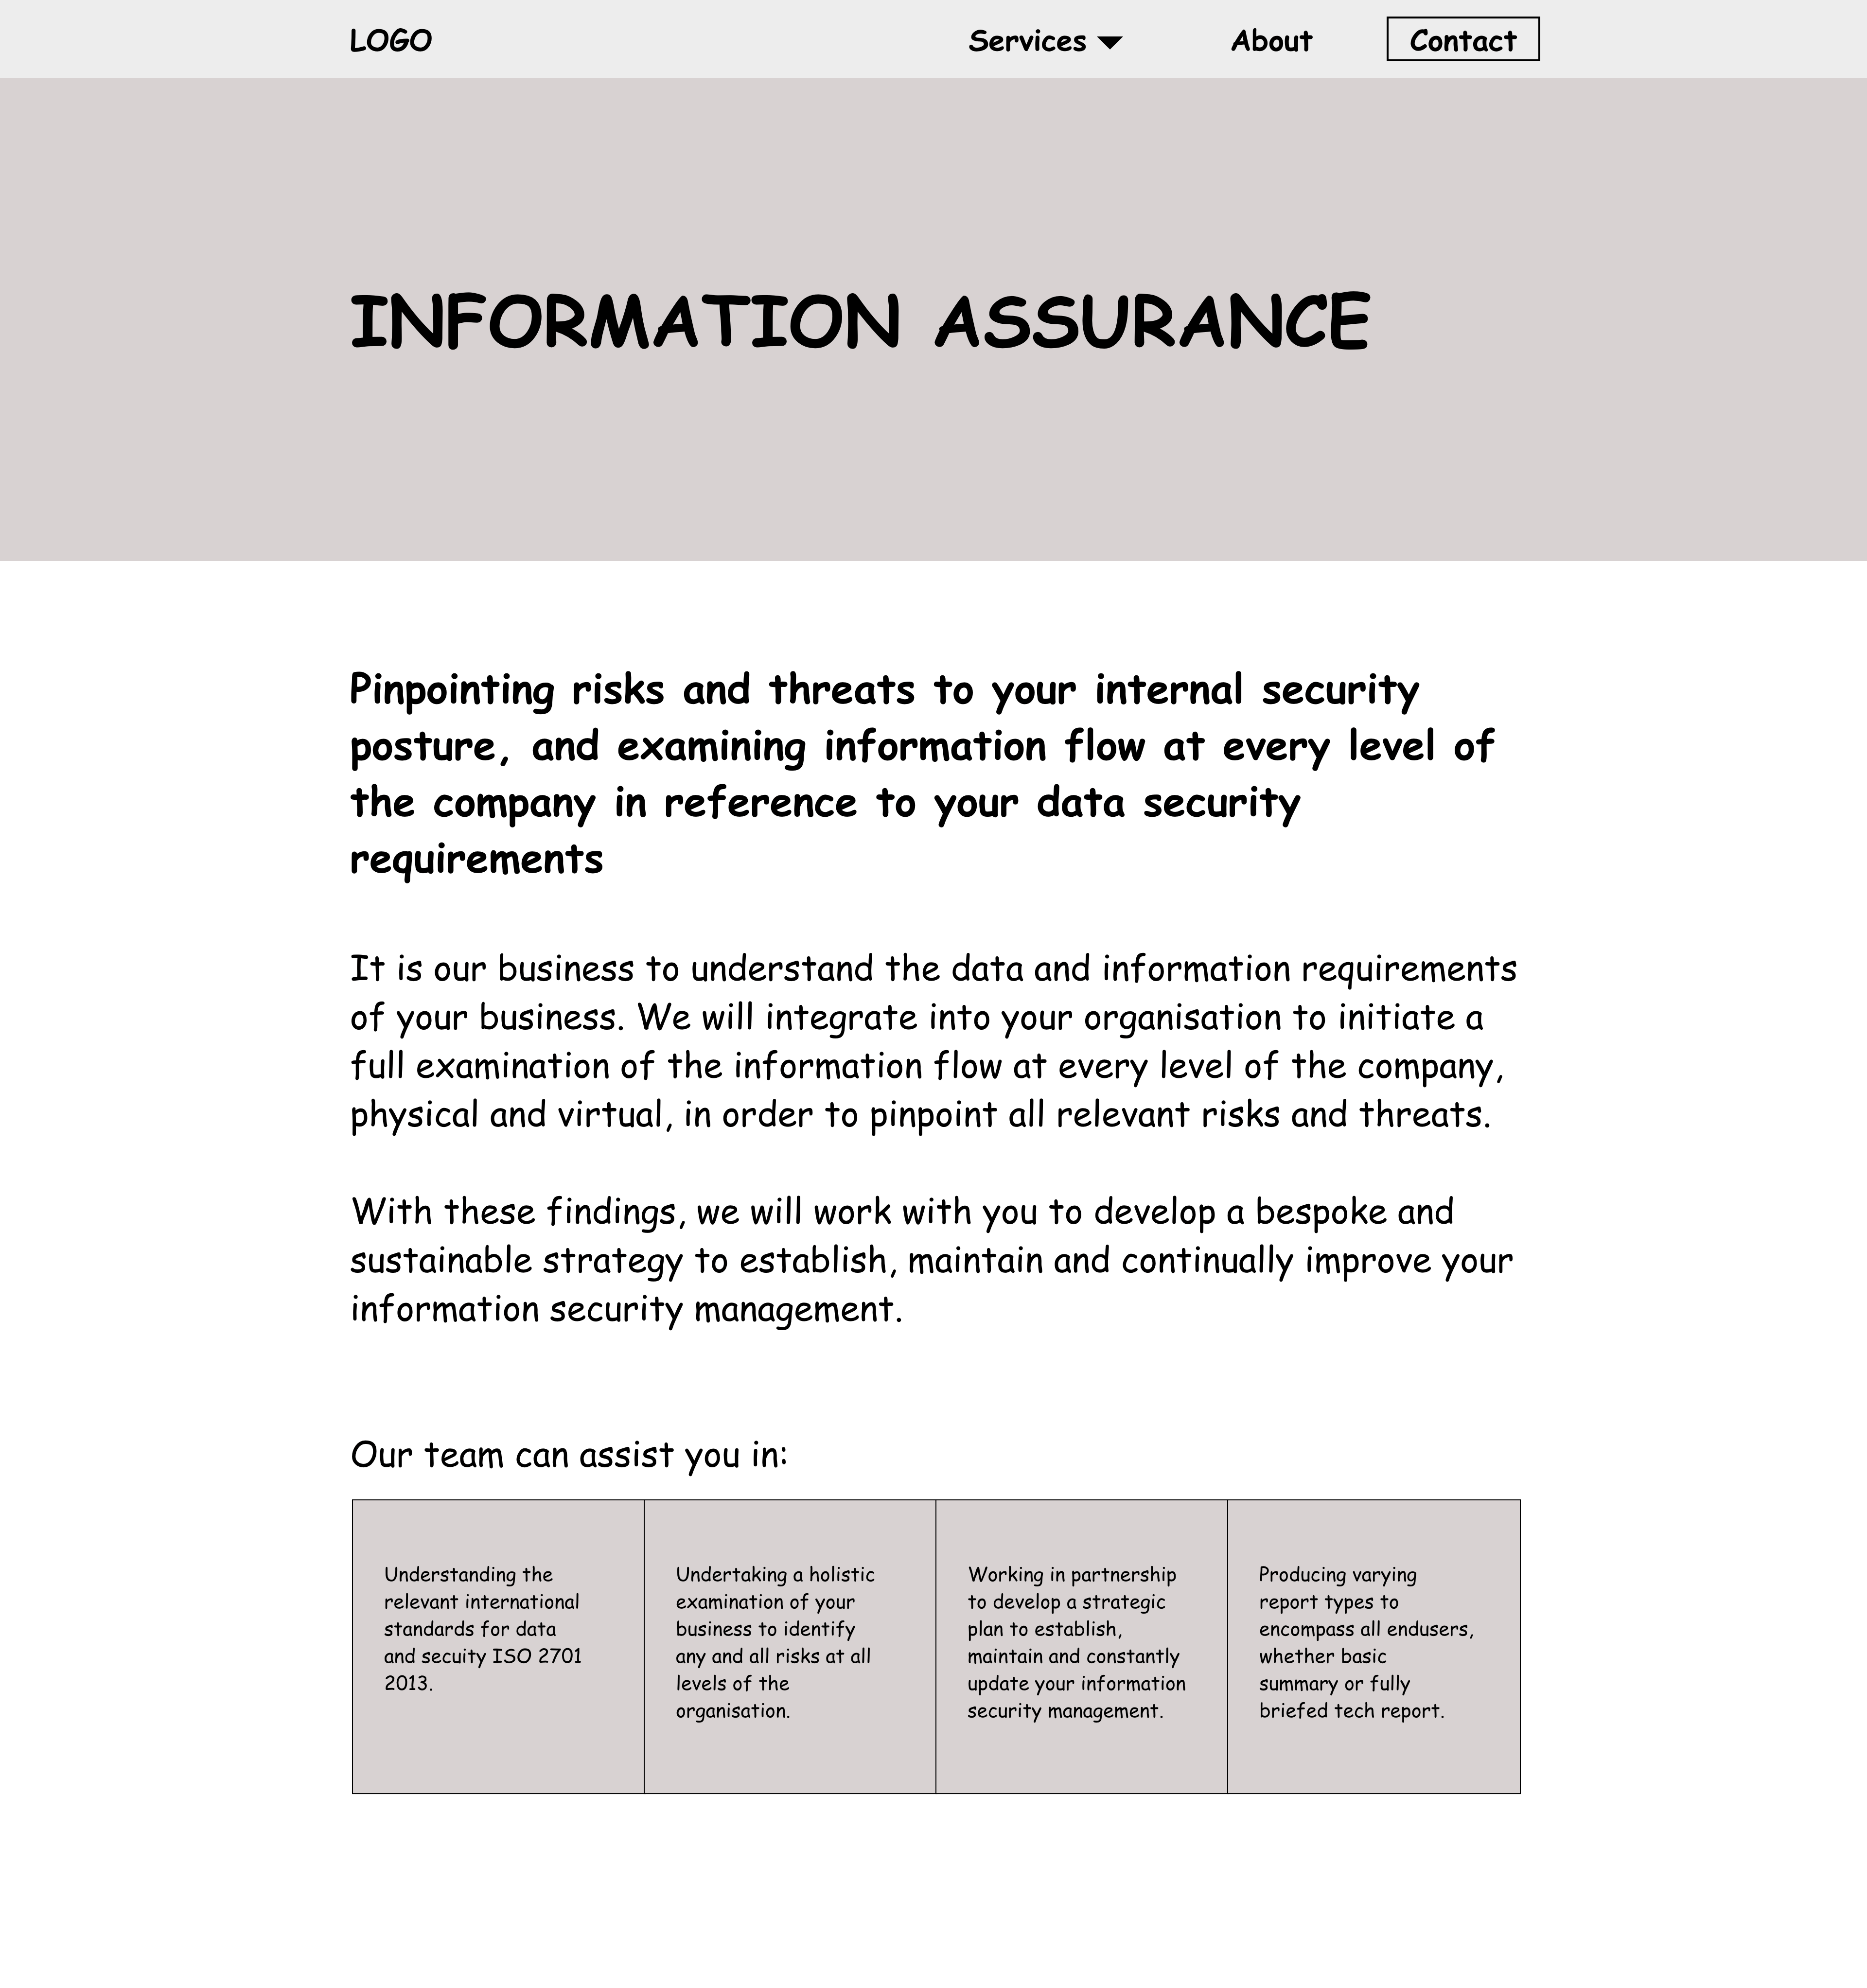 LOGO
Services
About
Contact
INFORMATION ASSURANCE
Pinpointing risks and threats to your internal security
posture, and examining information flow at every level of
the company in reference to your data security
requirements
It is our business to understand the data and information requirements
of your business. We will integrate into your organisation to initiate a
full examination of the information flow at every level of the company,
physical and virtual, in order to pinpoint all relevant risks and threats.
With these findings, we will work with you to develop a bespoke and
sustainable strategy to establish, maintain and continually improve your
information security management.
Our team can assist you in:
Understanding the
relevant international
standards for data
and secuity ISO 2701
2013.
Undertaking a holistic
examination of your
business to identify
any and all risks at all
levels of the
organisation.
Working in partnership
to develop a strategic
plan to establish,
maintain and constantly
update your information
security management.
Producing varying
report types to
encompass all endusers,
whether basic
summary or fully
briefed tech report.